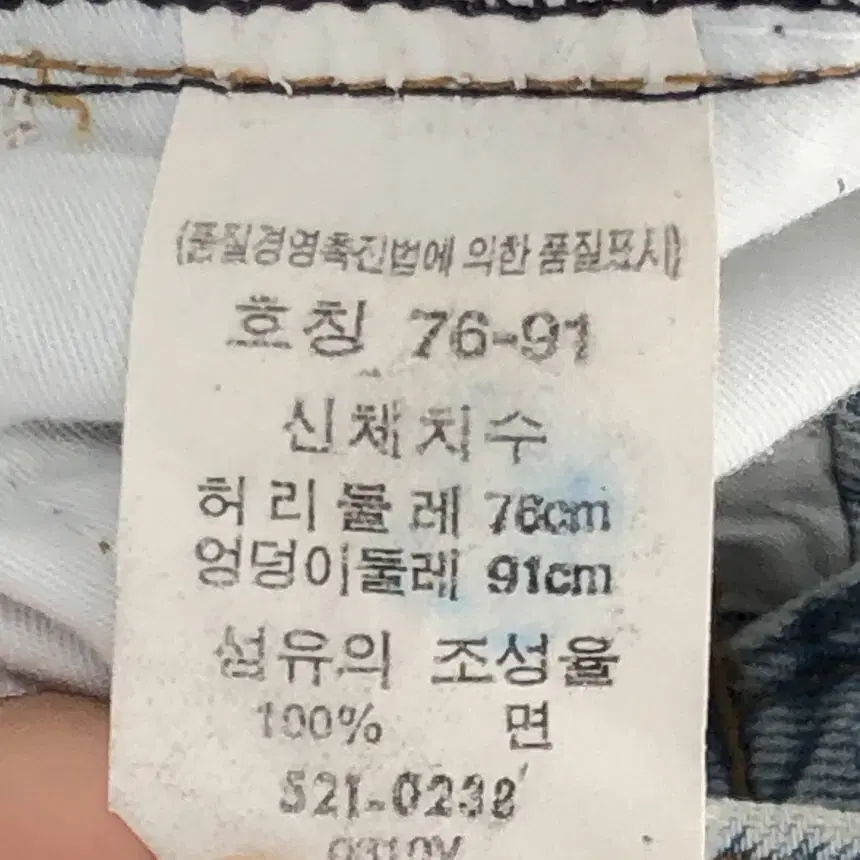 (품질경영촉진법에 의한 품질표시)
호칭 76-91
신체치수
허리둘레 76cm
엉덩이둘레 91cm
섬유의 조성율
100% 면
521-0238